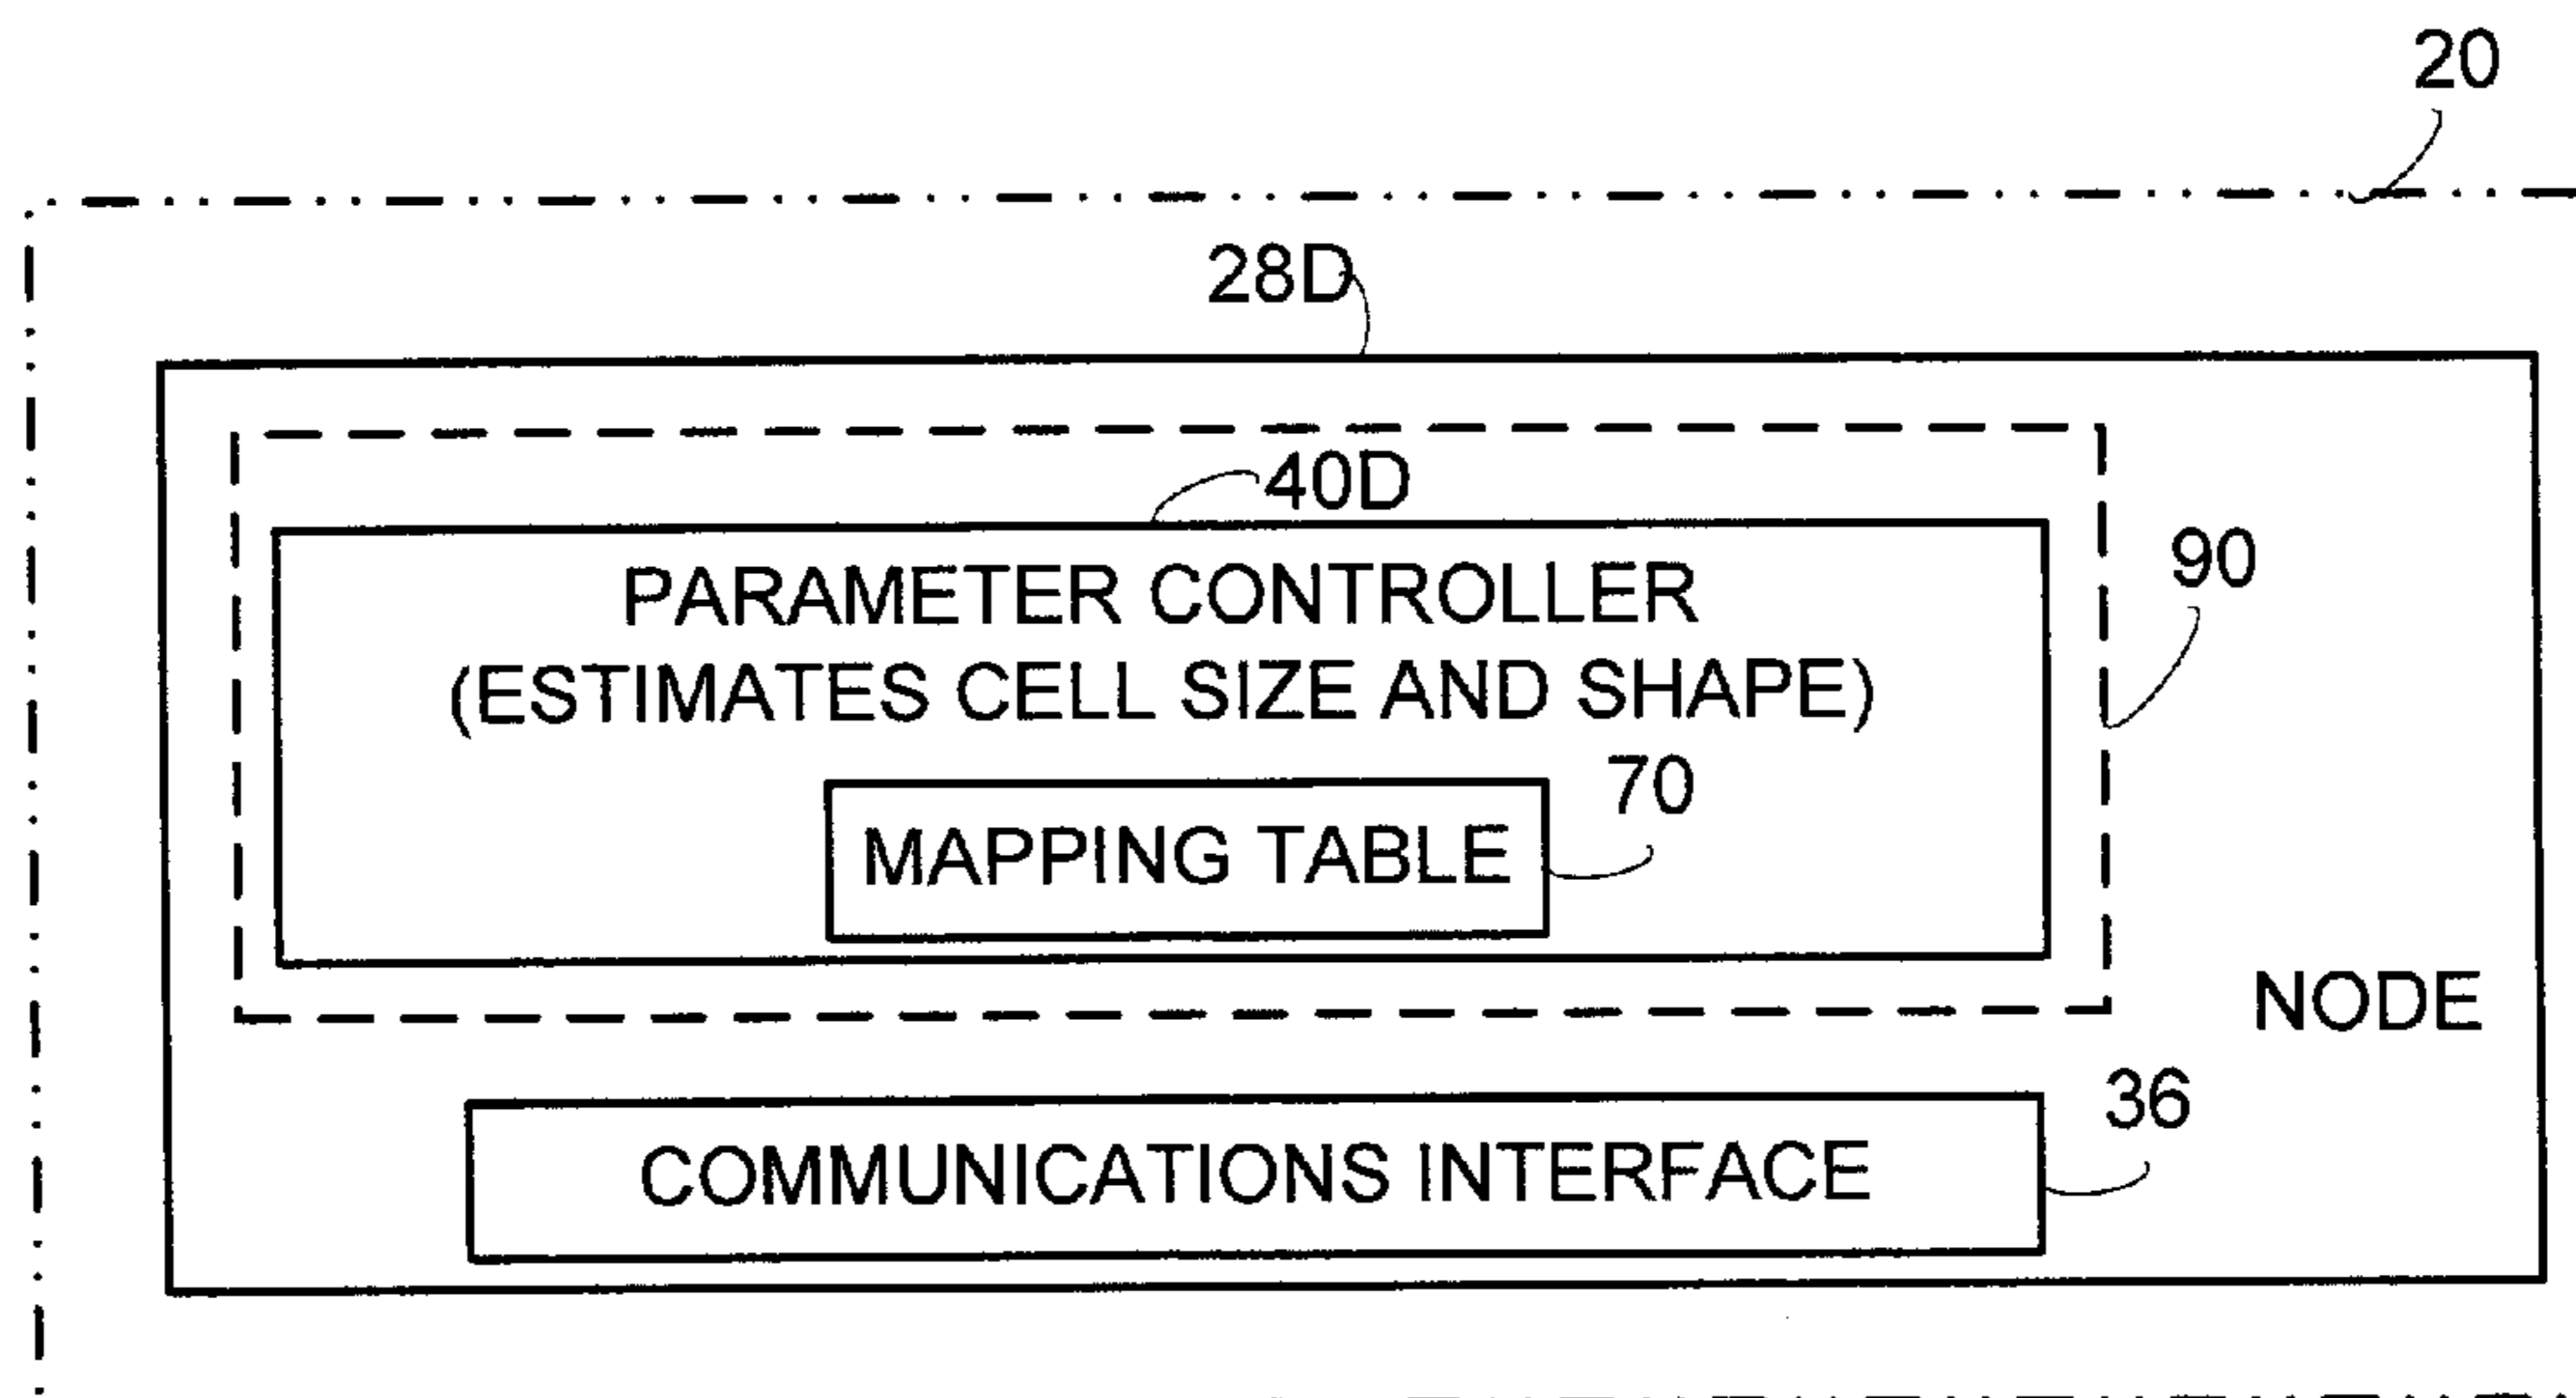 20
28D
40D
PARAMETER CONTROLLER
(ESTIMATES CELL SIZE AND SHAPE)
90
70
MAPPING TABLE
NODE
36
COMMUNICATIONS INTERFACE